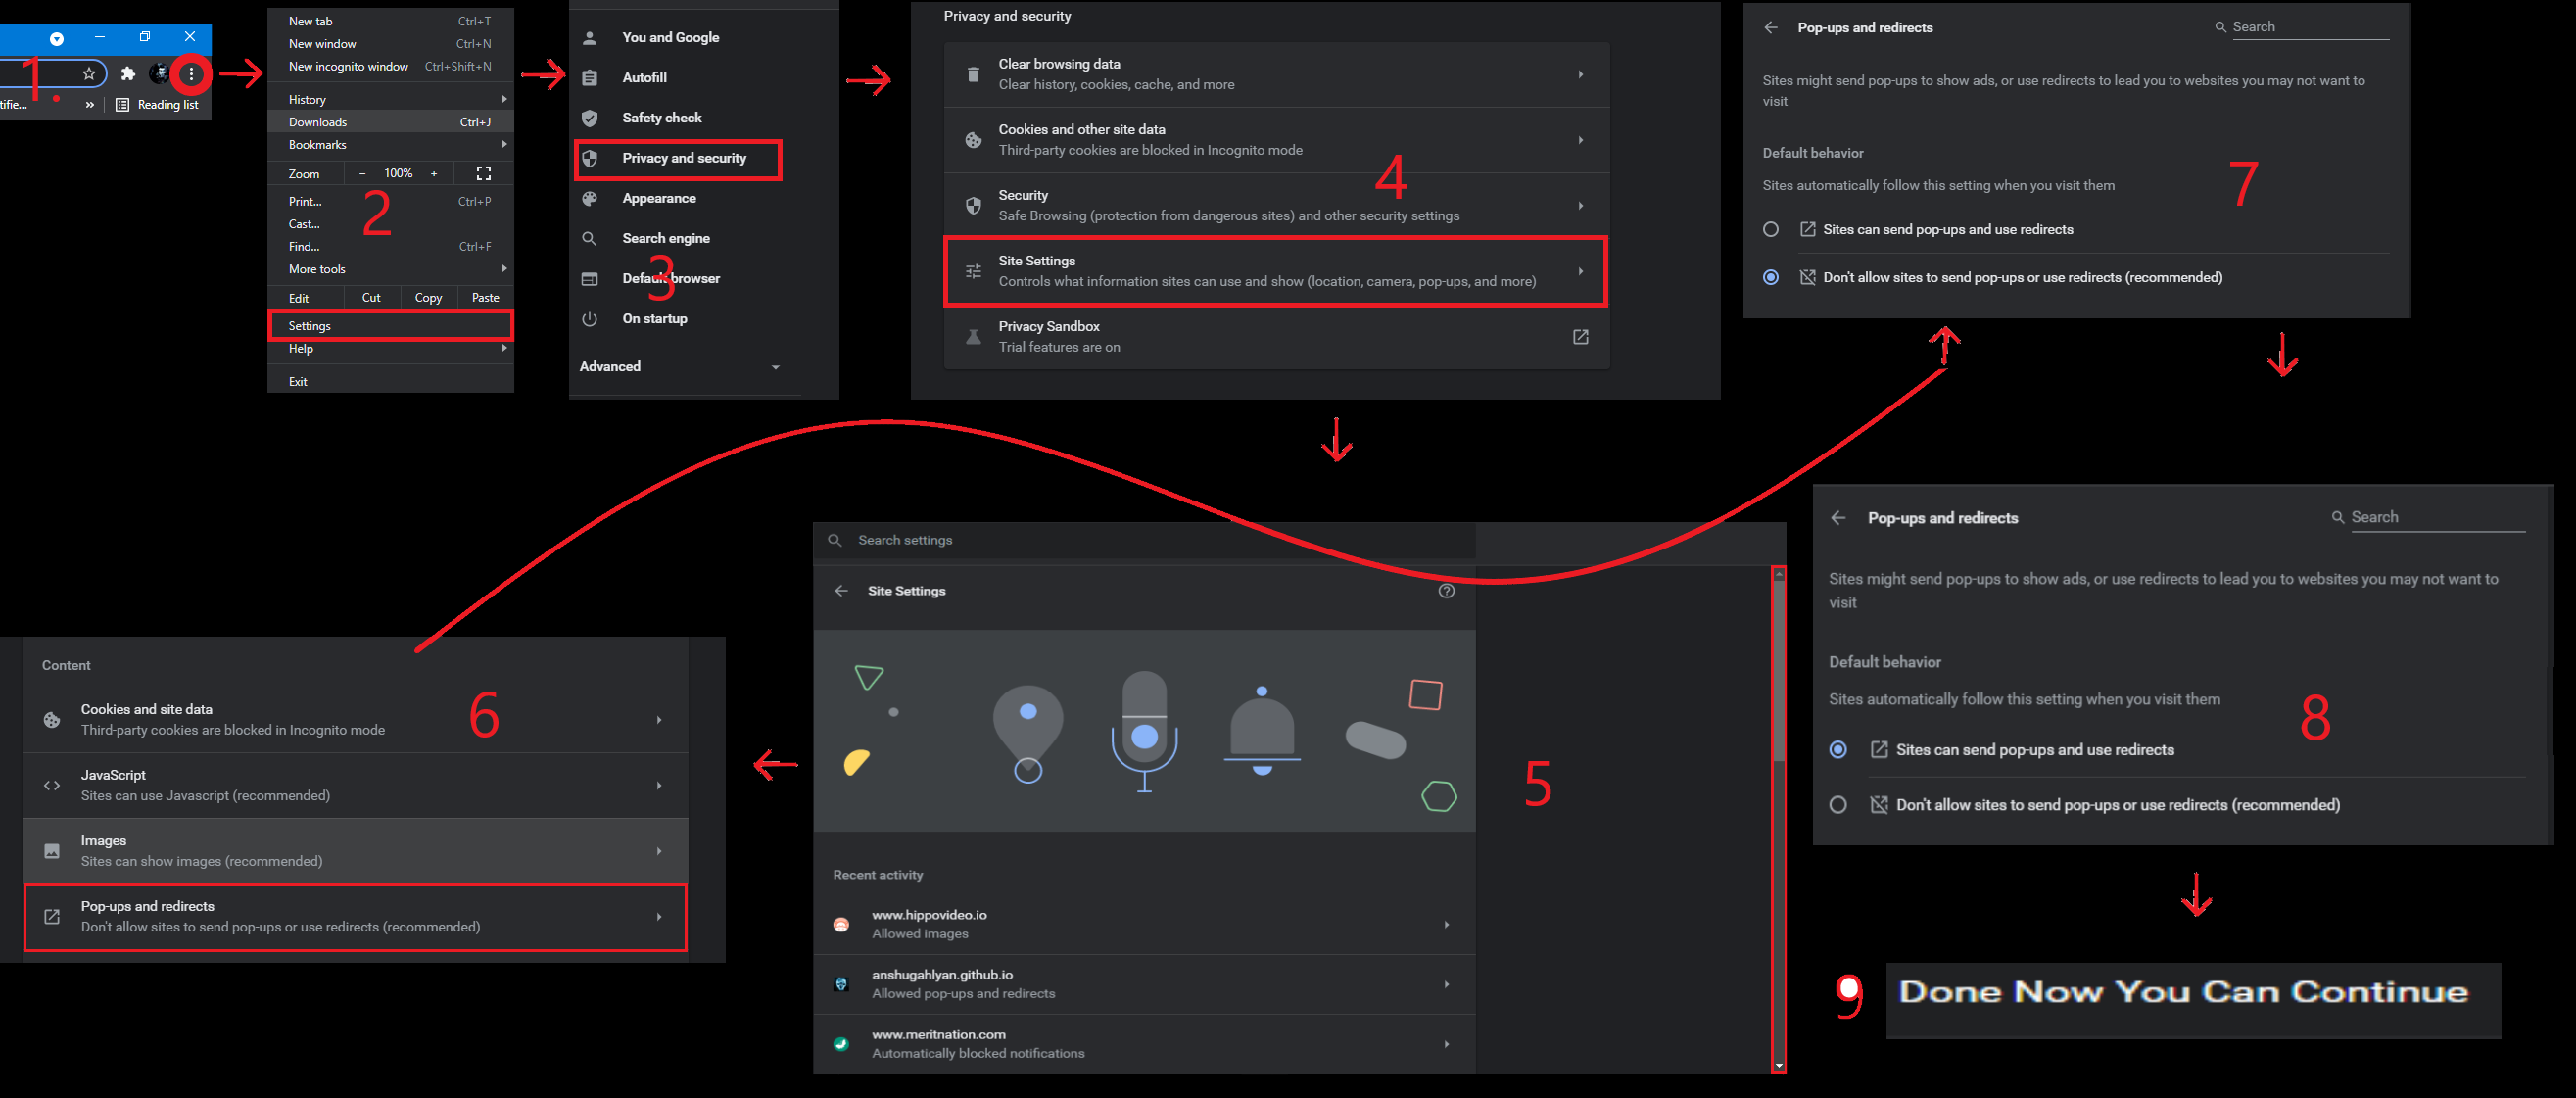 1.
tifie...
»
Reading list
New tab Ctrl+T
New window Ctrl+N
New incognito window Ctrl+Shift+N
History
Downloads Ctrl+J
Bookmarks
Zoom − 100% +
Print... Ctrl+P
Cast...
2
Find... Ctrl+F
More tools
Edit Cut Copy Paste
Settings
Help
Exit
You and Google
Autofill
Safety check
Privacy and security
Appearance
Search engine
Default browser
3
On startup
Advanced
Privacy and security
Clear browsing data
Clear history, cookies, cache, and more
Cookies and other site data
Third-party cookies are blocked in Incognito mode
4
Security
Safe Browsing (protection from dangerous sites) and other security settings
Site Settings
Controls what information sites can use and show (location, camera, pop-ups, and more)
Privacy Sandbox
Trial features are on
Search settings
Site Settings
5
Recent activity
www.hippovideo.io
Allowed images
anshugahlyan.github.io
Allowed pop-ups and redirects
www.meritnation.com
Automatically blocked notifications
Content
6
Cookies and site data
Third-party cookies are blocked in Incognito mode
JavaScript
Sites can use Javascript (recommended)
Images
Sites can show images (recommended)
Pop-ups and redirects
Don't allow sites to send pop-ups or use redirects (recommended)
Pop-ups and redirects Search
Sites might send pop-ups to show ads, or use redirects to lead you to websites you may not want to
visit
Default behavior
7
Sites automatically follow this setting when you visit them
Sites can send pop-ups and use redirects
Don't allow sites to send pop-ups or use redirects (recommended)
Pop-ups and redirects Search
Sites might send pop-ups to show ads, or use redirects to lead you to websites you may not want to
visit
Default behavior
Sites automatically follow this setting when you visit them
8
Sites can send pop-ups and use redirects
Don't allow sites to send pop-ups or use redirects (recommended)
9 Done Now You Can Continue